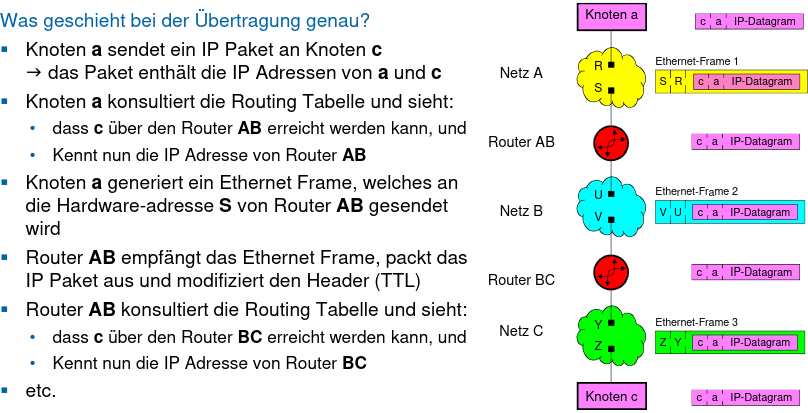 Was geschieht bei der Übertragung genau?
▪ Knoten a sendet ein IP Paket an Knoten c
→ das Paket enthält die IP Adressen von a und c
▪ Knoten a konsultiert die Routing Tabelle und sieht:
• dass c über den Router AB erreicht werden kann, und
• Kennt nun die IP Adresse von Router AB
▪ Knoten a generiert ein Ethernet Frame, welches an
die Hardware-adresse S von Router AB gesendet
wird
▪ Router AB empfängt das Ethernet Frame, packt das
IP Paket aus und modifiziert den Header (TTL)
▪ Router AB konsultiert die Routing Tabelle und sieht:
• dass c über den Router BC erreicht werden kann, und
• Kennt nun die IP Adresse von Router BC
▪ etc.
Knoten a
c a IP-Datagram
Netz A
R
S
Ethernet-Frame 1
S R c a IP-Datagram
Router AB
c a IP-Datagram
Netz B
U
V
Ethernet-Frame 2
V U c a IP-Datagram
Router BC
c a IP-Datagram
Netz C
Y
Z
Ethernet-Frame 3
Z Y c a IP-Datagram
Knoten c
c a IP-Datagram